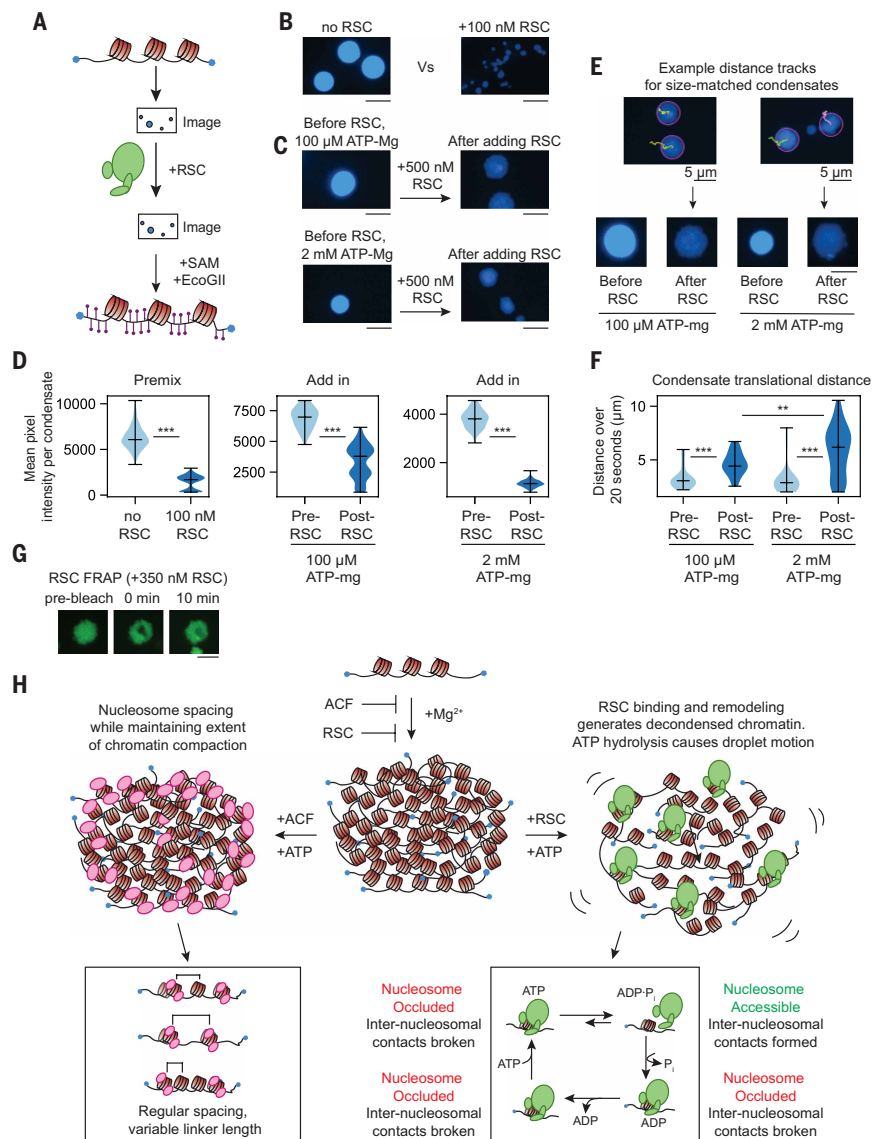 A
Image
+RSC
Image
+SAM
+EcoGII
B
no RSC
Vs
+100 nM RSC
C
Before RSC,
100 µM ATP-Mg
+500 nM
RSC
After adding RSC
Before RSC,
2 mM ATP-Mg
+500 nM
RSC
After adding RSC
E
Example distance tracks
for size-matched condensates
5 µm
5 µm
Before
RSC
After
RSC
Before
RSC
After
RSC
100 µM ATP-mg
2 mM ATP-mg
D
Mean pixel
intensity per condensate
Premix
10000
5000
0
***
no
RSC
100 nM
RSC
Add in
7500
5000
2500
***
Pre-
RSC
Post-
RSC
100 µM
ATP-mg
Add in
4000
2000
***
Pre-
RSC
Post-
RSC
2 mM
ATP-mg
F
Condensate translational distance
Distance over
20 seconds (µm)
10
5
***
**
***
Pre-
RSC
Post-
RSC
Pre-
RSC
Post-
RSC
100 µM
ATP-mg
2 mM
ATP-mg
G
RSC FRAP (+350 nM RSC)
pre-bleach 0 min 10 min
H
Nucleosome spacing
while maintaining extent
of chromatin compaction
ACF
RSC
+Mg²⁺
RSC binding and remodeling
generates decondensed chromatin.
ATP hydrolysis causes droplet motion
+ACF
+ATP
+RSC
+ATP
Regular spacing,
variable linker length
Nucleosome
Occluded
Inter-nucleosomal
contacts broken
Nucleosome
Occluded
Inter-nucleosomal
contacts broken
ATP
ADP·Pi
Pi
ATP
ADP
ADP
Nucleosome
Accessible
Inter-nucleosomal
contacts formed
Nucleosome
Occluded
Inter-nucleosomal
contacts broken